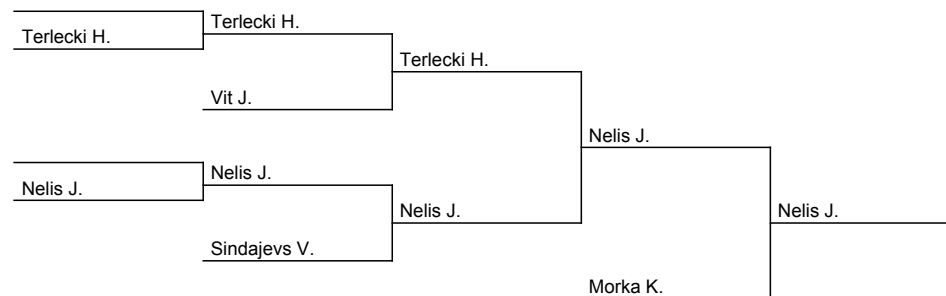 Terlecki H.
Terlecki H.
Terlecki H.
Vit J.
Nelis J.
Nelis J.
Nelis J.
Nelis J.
Nelis J.
Sindajevs V.
Morka K.